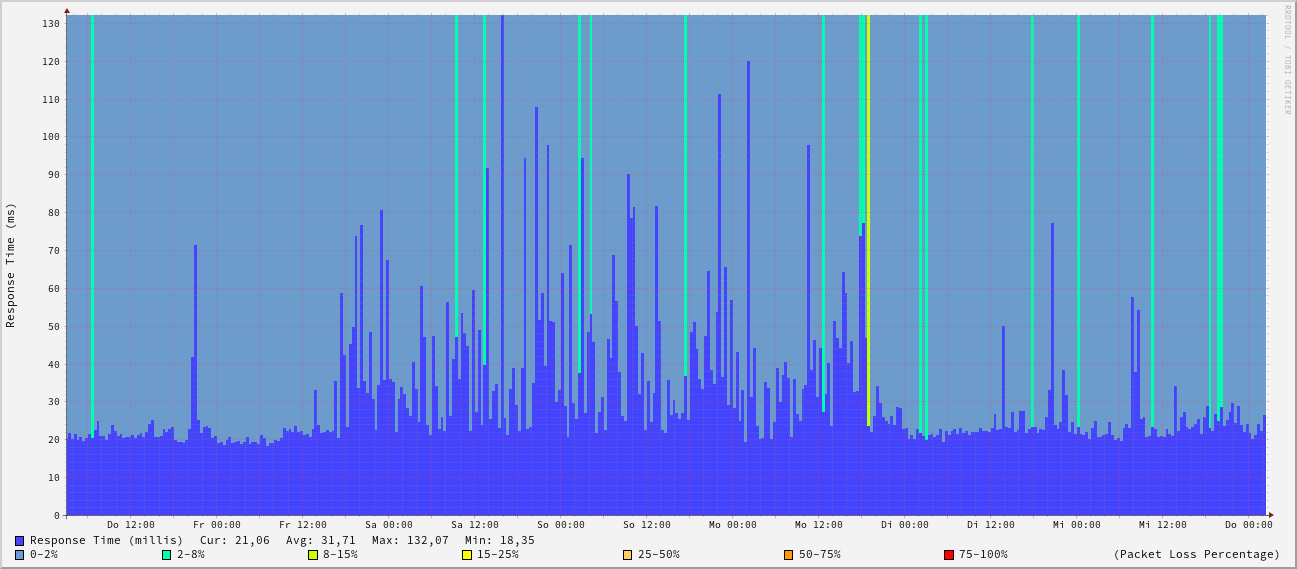 RRDTOOL / TOBI OETIKER
Response Time (ms)
130
120
110
100
90
80
70
60
50
40
30
20
10
0
Do 12:00 Fr 00:00 Fr 12:00 Sa 00:00 Sa 12:00 So 00:00 So 12:00 Mo 00:00 Mo 12:00 Di 00:00 Di 12:00 Mi 00:00 Mi 12:00 Do 00:00
Response Time (millis) Cur: 21,06 Avg: 31,71 Max: 132,07 Min: 18,35
0-2% 2-8% 8-15% 15-25% 25-50% 50-75% 75-100% (Packet Loss Percentage)